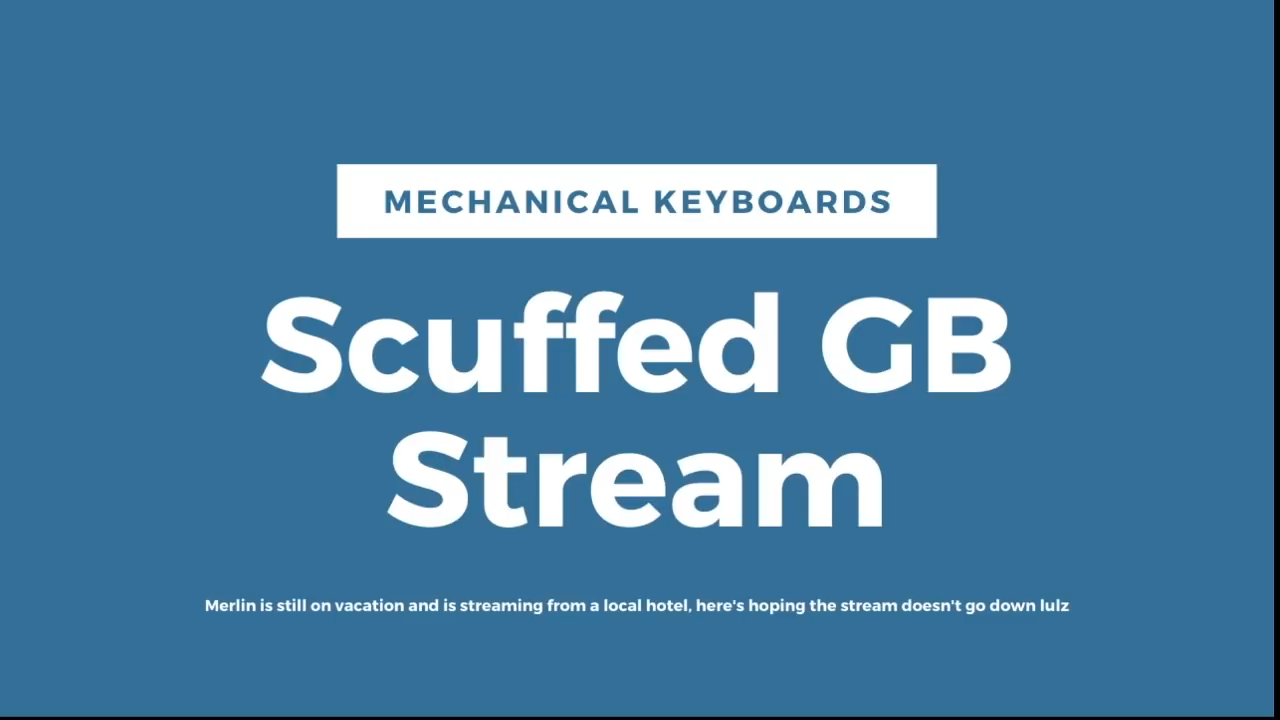 MECHANICAL KEYBOARDS
Scuffed GB
Stream
Merlin is still on vacation and is streaming from a local hotel, here's hoping the stream doesn't go down lulz